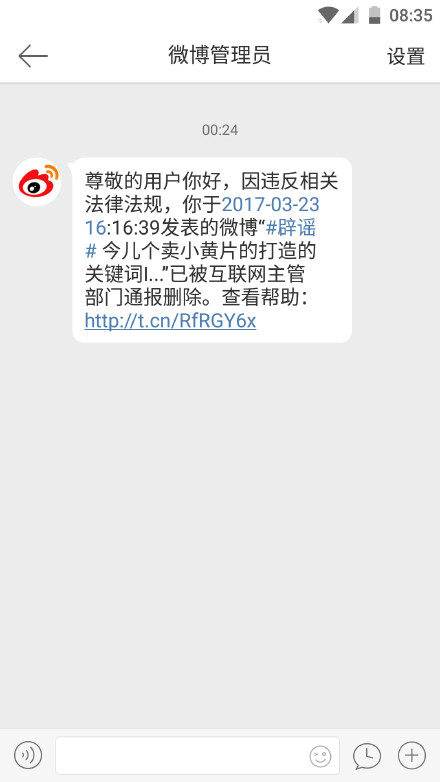 08:35
微博管理员
设置
00:24
尊敬的用户你好，因违反相关
法律法规，你于2017-03-23
16:16:39发表的微博“#辟谣
# 今儿个卖小黄片的打造的
关键词I...”已被互联网主管
部门通报删除。查看帮助：
http://t.cn/RfRGY6x